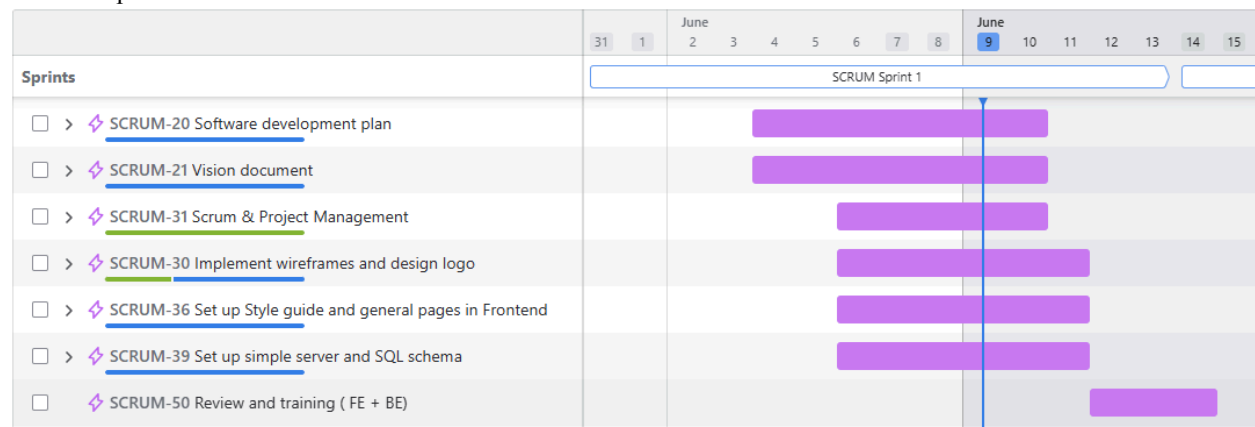 June June
31 1 2 3 4 5 6 7 8 9 10 11 12 13 14 15
Sprints SCRUM Sprint 1
SCRUM-20 Software development plan
SCRUM-21 Vision document
SCRUM-31 Scrum & Project Management
SCRUM-30 Implement wireframes and design logo
SCRUM-36 Set up Style guide and general pages in Frontend
SCRUM-39 Set up simple server and SQL schema
SCRUM-50 Review and training ( FE + BE)